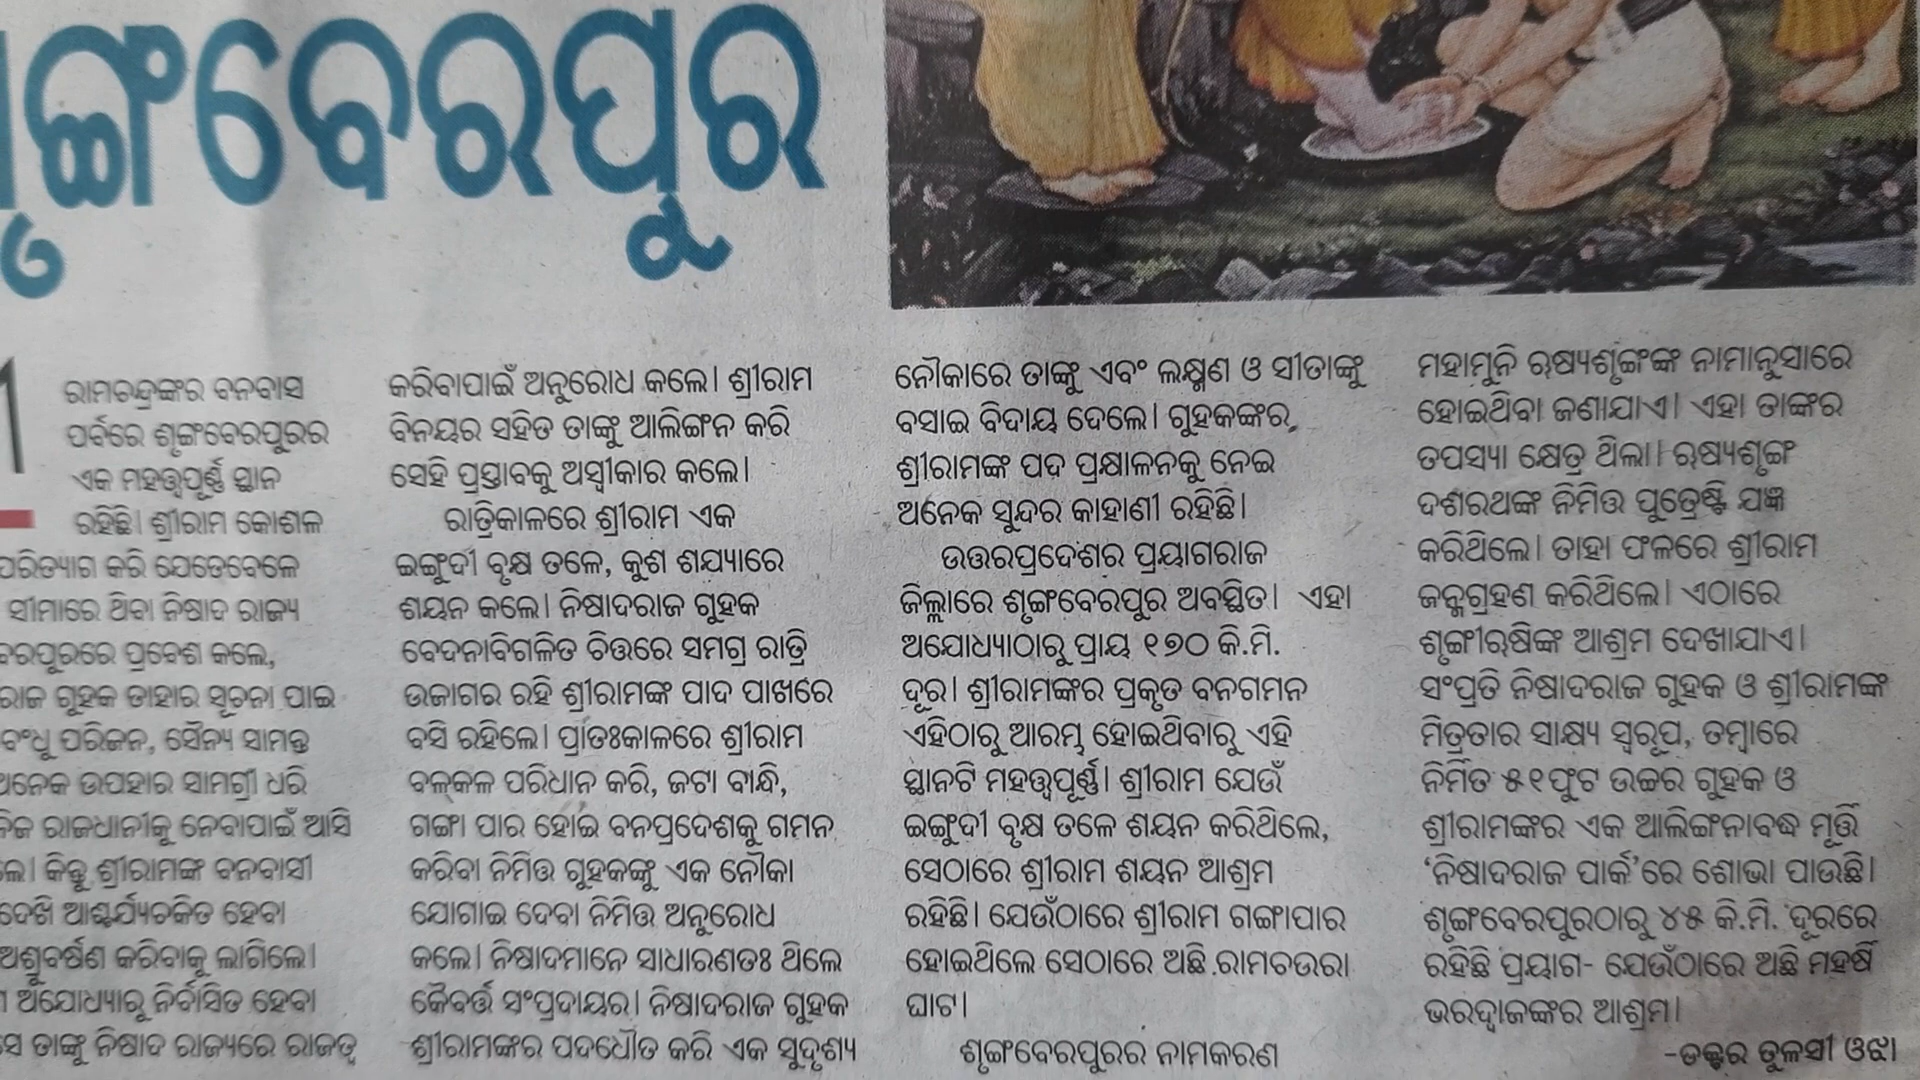 ଶୃଙ୍ଗବେରପୁର
ରାମଚନ୍ଦ୍ରଙ୍କର ବନବାସ
ପର୍ବରେ ଶୃଙ୍ଗବେରପୁରର
ଏକ ମହତ୍ତ୍ୱପୂର୍ଣ୍ଣ ସ୍ଥାନ
ରହିଛି। ଶ୍ରୀରାମ କୋଶଳ
ପରିତ୍ୟାଗ କରି ଯେତେବେଳେ
ସୀମାରେ ଥିବା ନିଷାଦ ରାଜ୍ୟ
ବେରପୁରରେ ପ୍ରବେଶ କଲେ,
ରାଜ ଗୁହକ ତାହାର ସୂଚନା ପାଇ
ବଂଧୁ ପରିଜନ, ସୈନ୍ୟ ସାମନ୍ତ
ଅନେକ ଉପହାର ସାମଗ୍ରୀ ଧରି
ନିଜ ରାଜଧାନୀକୁ ନେବାପାଇଁ ଆସି
ଲେ। କିନ୍ତୁ ଶ୍ରୀରାମଙ୍କ ବନବାସୀ
ଦେଖି ଆଶ୍ଚର୍ଯ୍ୟଚକିତ ହେବା
ଅଶ୍ରୁବର୍ଷଣ କରିବାକୁ ଲାଗିଲେ।
ଅଯୋଧ୍ୟାରୁ ନିର୍ବାସିତ ହେବା
ସେ ତାଙ୍କୁ ନିଷାଦ ରାଜ୍ୟରେ ରାଜତ୍ୱ
କରିବାପାଇଁ ଅନୁରୋଧ କଲେ। ଶ୍ରୀରାମ
ବିନୟର ସହିତ ତାଙ୍କୁ ଆଲିଙ୍ଗନ କରି
ସେହି ପ୍ରସ୍ତାବକୁ ଅସ୍ୱୀକାର କଲେ।
ରାତ୍ରିକାଳରେ ଶ୍ରୀରାମ ଏକ
ଇଙ୍ଗୁଦୀ ବୃକ୍ଷ ତଳେ, କୁଶ ଶଯ୍ୟାରେ
ଶୟନ କଲେ। ନିଷାଦରାଜ ଗୁହକ
ବେଦନାବିଗଳିତ ଚିତ୍ତରେ ସମଗ୍ର ରାତ୍ରି
ଉଜାଗର ରହି ଶ୍ରୀରାମଙ୍କ ପାଦ ପାଖରେ
ବସି ରହିଲେ। ପ୍ରାତଃକାଳରେ ଶ୍ରୀରାମ
ବଳ୍କଳ ପରିଧାନ କରି, ଜଟା ବାନ୍ଧି,
ଗଙ୍ଗା ପାର ହୋଇ ବନପ୍ରଦେଶକୁ ଗମନ
କରିବା ନିମିତ୍ତ ଗୁହକଙ୍କୁ ଏକ ନୌକା
ଯୋଗାଇ ଦେବା ନିମିତ୍ତ ଅନୁରୋଧ
କଲେ। ନିଷାଦମାନେ ସାଧାରଣତଃ ଥିଲେ
କୈବର୍ତ୍ତ ସଂପ୍ରଦାୟର। ନିଷାଦରାଜ ଗୁହକ
ଶ୍ରୀରାମଙ୍କର ପଦଧୌତ କରି ଏକ ସୁଦୃଶ୍ୟ
ନୌକାରେ ତାଙ୍କୁ ଏବଂ ଲକ୍ଷ୍ମଣ ଓ ସୀତାଙ୍କୁ
ବସାଇ ବିଦାୟ ଦେଲେ। ଗୁହକଙ୍କର,
ଶ୍ରୀରାମଙ୍କ ପଦ ପ୍ରକ୍ଷାଳନକୁ ନେଇ
ଅନେକ ସୁନ୍ଦର କାହାଣୀ ରହିଛି।
ଉତ୍ତରପ୍ରଦେଶର ପ୍ରୟାଗରାଜ
ଜିଲ୍ଲାରେ ଶୃଙ୍ଗବେରପୁର ଅବସ୍ଥିତ। ଏହା
ଅଯୋଧ୍ୟାଠାରୁ ପ୍ରାୟ ୧୭୦ କି.ମି.
ଦୂର। ଶ୍ରୀରାମଙ୍କର ପ୍ରକୃତ ବନଗମନ
ଏହିଠାରୁ ଆରମ୍ଭ ହୋଇଥିବାରୁ ଏହି
ସ୍ଥାନଟି ମହତ୍ତ୍ୱପୂର୍ଣ୍ଣ। ଶ୍ରୀରାମ ଯେଉଁ
ଇଙ୍ଗୁଦୀ ବୃକ୍ଷ ତଳେ ଶୟନ କରିଥିଲେ,
ସେଠାରେ ଶ୍ରୀରାମ ଶୟନ ଆଶ୍ରମ
ରହିଛି। ଯେଉଁଠାରେ ଶ୍ରୀରାମ ଗଙ୍ଗାପାର
ହୋଇଥିଲେ ସେଠାରେ ଅଛି ରାମଚଉରା
ଘାଟ।
ଶୃଙ୍ଗବେରପୁରର ନାମକରଣ
ମହାମୁନି ଋଷ୍ୟଶୃଙ୍ଗଙ୍କ ନାମାନୁସାରେ
ହୋଇଥିବା ଜଣାଯାଏ। ଏହା ତାଙ୍କର
ତପସ୍ୟା କ୍ଷେତ୍ର ଥିଲା। ଋଷ୍ୟଶୃଙ୍ଗ
ଦଶରଥଙ୍କ ନିମିତ୍ତ ପୁତ୍ରେଷ୍ଟି ଯଜ୍ଞ
କରିଥିଲେ। ତାହା ଫଳରେ ଶ୍ରୀରାମ
ଜନ୍ମଗ୍ରହଣ କରିଥିଲେ। ଏଠାରେ
ଶୃଙ୍ଗୀଋଷିଙ୍କ ଆଶ୍ରମ ଦେଖାଯାଏ।
ସଂପ୍ରତି ନିଷାଦରାଜ ଗୁହକ ଓ ଶ୍ରୀରାମଙ୍କ
ମିତ୍ରତାର ସାକ୍ଷ୍ୟ ସ୍ୱରୂପ, ତମ୍ବାରେ
ନିର୍ମିତ ୫୧ଫୁଟ ଉଚ୍ଚର ଗୁହକ ଓ
ଶ୍ରୀରାମଙ୍କର ଏକ ଆଲିଙ୍ଗନାବଦ୍ଧ ମୂର୍ତ୍ତି
‘ନିଷାଦରାଜ ପାର୍କ’ରେ ଶୋଭା ପାଉଛି।
ଶୃଙ୍ଗବେରପୁରଠାରୁ ୪୫ କି.ମି. ଦୂରରେ
ରହିଛି ପ୍ରୟାଗ- ଯେଉଁଠାରେ ଅଛି ମହର୍ଷି
ଭରଦ୍ୱାଜଙ୍କର ଆଶ୍ରମ।
-ଡକ୍ଟର ତୁଳସୀ ଓଝା